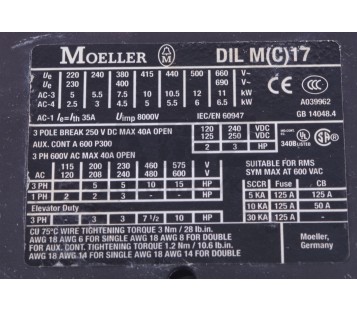 MOELLER DIL M(C)17
Ue 220 240 380 415 440 500 660 V~
Ue 230 400 690 V~
AC-3 5 5.5 7.5 10 10.5 12 11 kW
AC-4 2.5 3 4.5 5 5.5 6 6.5 kW
A039962
AC-1 Ie=Ith 35A Uimp 8000V IEC/EN 60947 GB 14048.4
3 POLE BREAK 250 V DC MAX 40A OPEN 120 240 VDC
AUX. CONT A 600 P300 125 250 VDC
3 PH 600V AC MAX 40A OPEN 2 3 HP
340B LISTED
115 200 230 460 575 V SUITABLE FOR RMS
AC 120 208 240 480 600 V SYM MAX AT 600 VAC
3 PH 5 5 10 15 HP SCCR Fuse CB
1 PH 2 2 3 HP 5 KA 125 A 125 A
Elevator Duty 10 KA 125 A 50 A
3 PH 3 3 7 1/2 10 HP 30 KA 125 A
CU 75°C WIRE TIGHTENING TORQUE 3 Nm / 28 lb.in.
AWG 18 AWG 6 FOR SINGLE AWG 18 AWG 8 FOR DOUBLE
FOR AUX. CONT. TIGHTENING TORQUE 1.2 Nm / 10.6 lb.in.
AWG 18 AWG 14 FOR SINGLE AWG 18 AWG 14 FOR DOUBLE
Moeller,
Germany